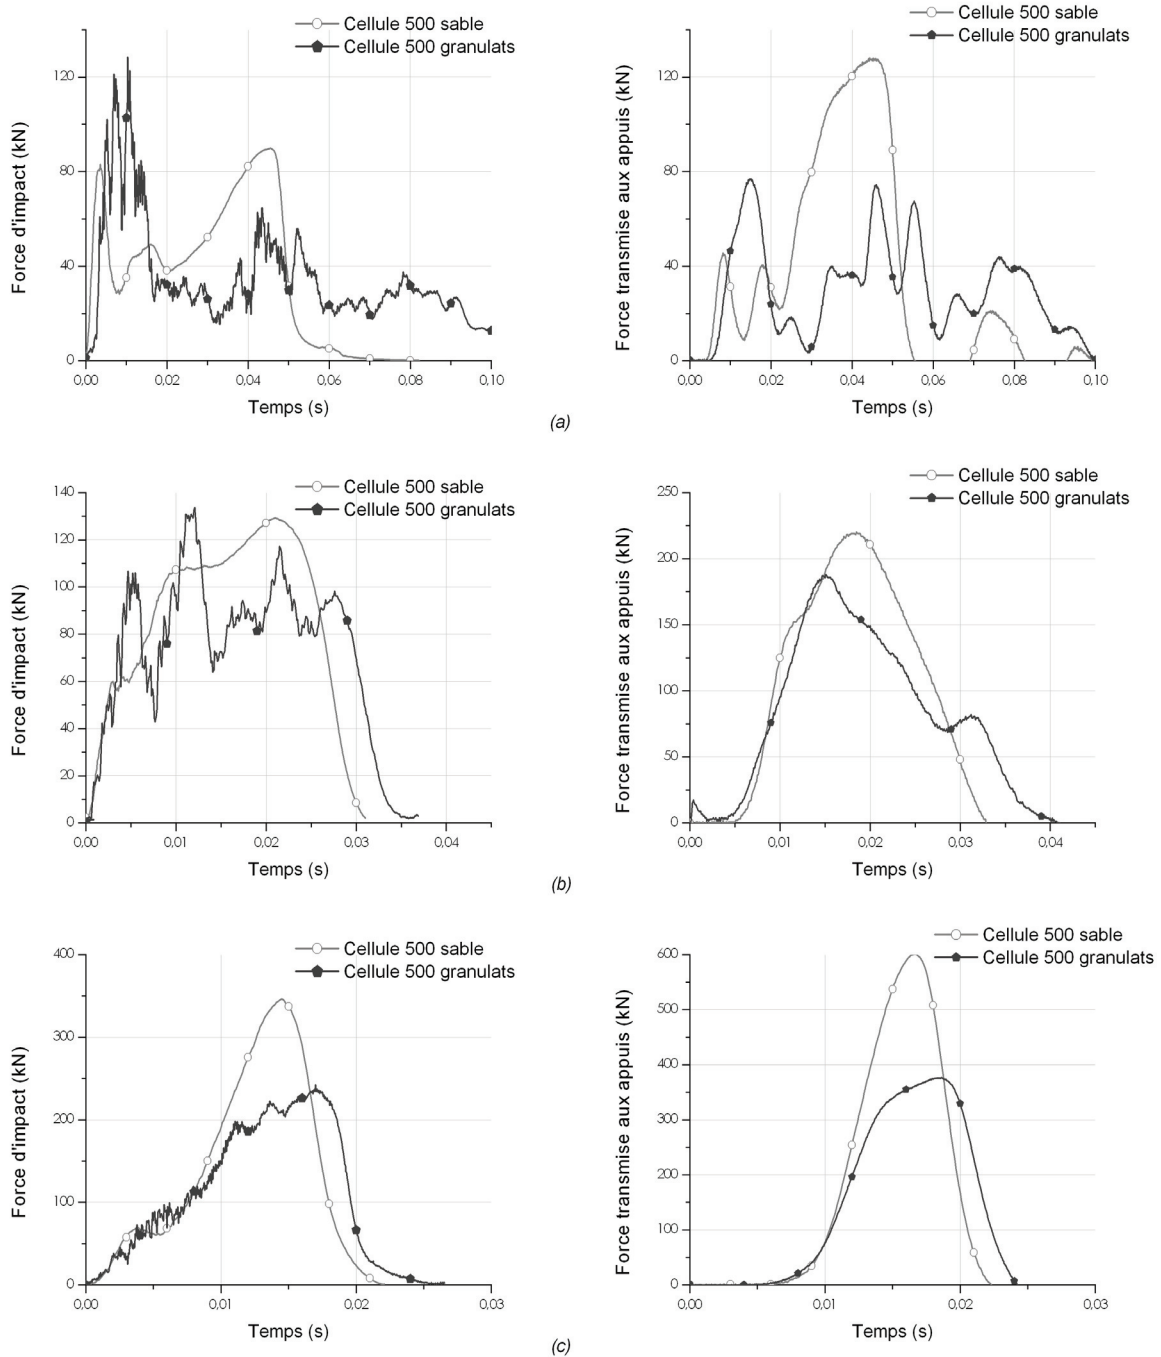 Cellule 500 sable
Cellule 500 granulats
Force d'impact (kN)
120
80
40
0
0,00 0,02 0,04 0,06 0,08 0,10
Temps (s)
Cellule 500 sable
Cellule 500 granulats
Force transmise aux appuis (kN)
120
80
40
0
0,00 0,02 0,04 0,06 0,08 0,10
Temps (s)
(a)
Cellule 500 sable
Cellule 500 granulats
Force d'impact (kN)
140
120
100
80
60
40
20
0
0,00 0,01 0,02 0,03 0,04
Temps (s)
Cellule 500 sable
Cellule 500 granulats
Force transmise aux appuis (kN)
250
200
150
100
50
0
0,00 0,01 0,02 0,03 0,04
Temps (s)
(b)
Cellule 500 sable
Cellule 500 granulats
Force d'impact (kN)
400
300
200
100
0
0,00 0,01 0,02 0,03
Temps (s)
Cellule 500 sable
Cellule 500 granulats
Force transmise aux appuis (kN)
600
500
400
300
200
100
0
0,00 0,01 0,02 0,03
Temps (s)
(c)